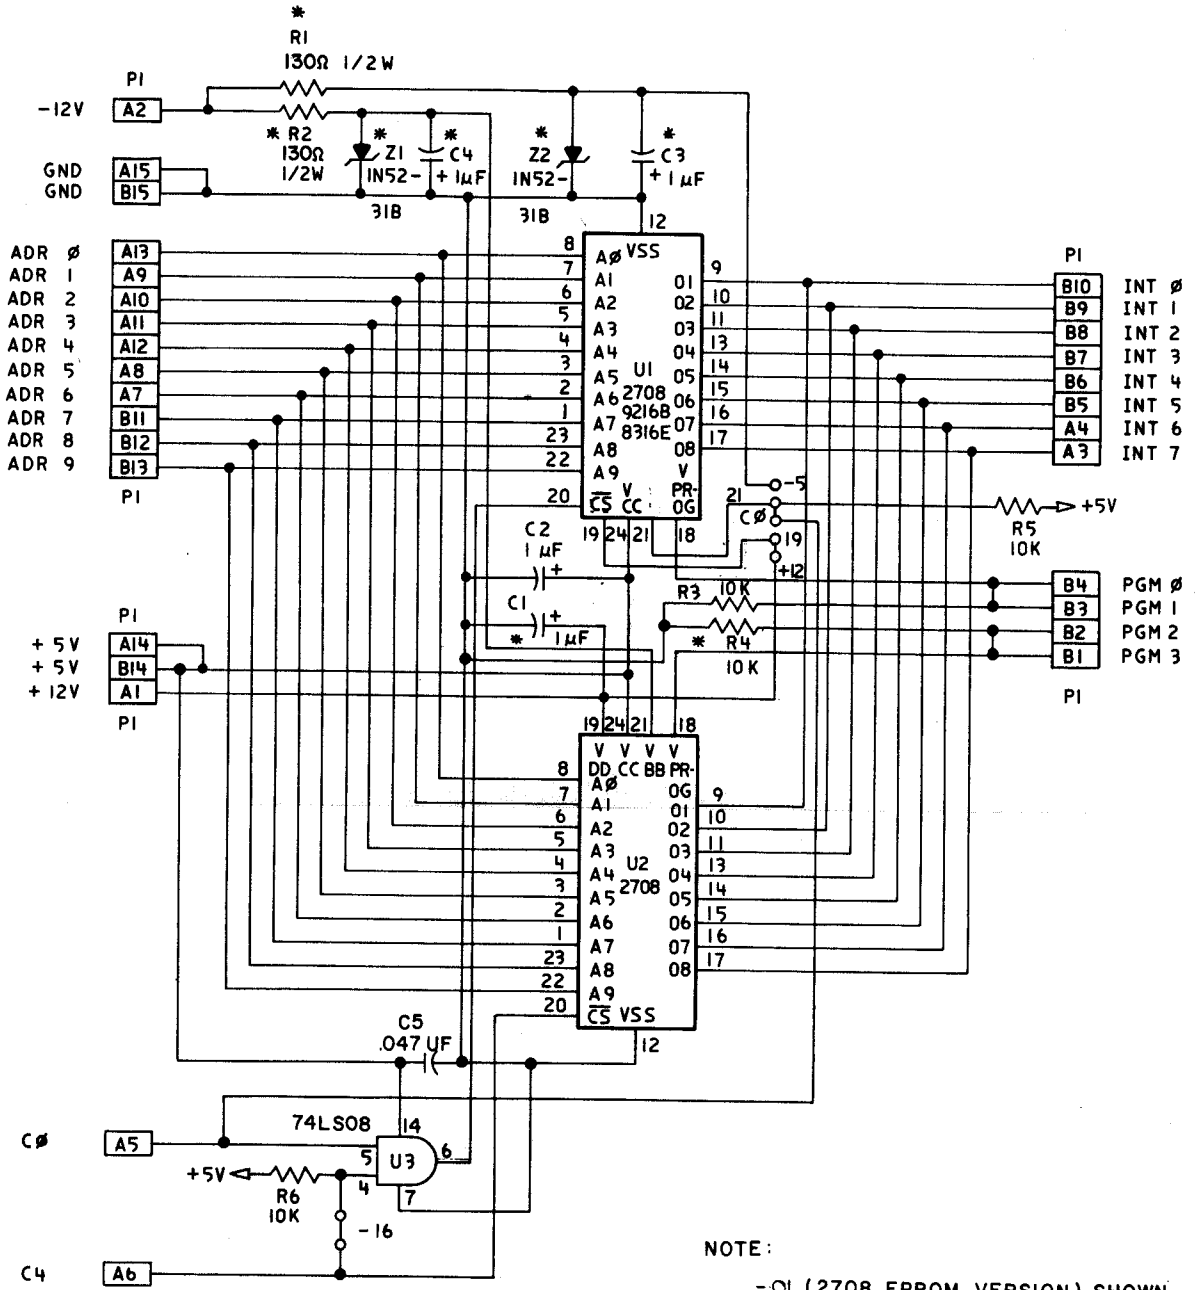 *
R1
130Ω 1/2W
P1
-12V A2
* R2
130Ω
1/2W
* Z1
1N52-
31B
* C4
+ 1µF
* Z2
1N52-
31B
* C3
+ 1µF
GND A15
GND B15
12
ADR Ø A13
ADR 1 A9
ADR 2 A10
ADR 3 A11
ADR 4 A12
ADR 5 A8
ADR 6 A7
ADR 7 B11
ADR 8 B12
ADR 9 B13
P1
8 AØ VSS
7 A1
6 A2
5 A3
4 A4
3 A5
2 A6
1 A7
23 A8
22 A9
20 CS
U1
2708
9216B
8316E
O1 9
O2 10
O3 11
O4 13
O5 14
O6 15
O7 16
O8 17
V
CC
V
PR-
OG
19 24 21 18
P1
B10 INT Ø
B9 INT 1
B8 INT 2
B7 INT 3
B6 INT 4
B5 INT 5
A4 INT 6
A3 INT 7
-5
21
CØ
19
+12
+5V
R5
10K
C2
1 µF
+
C1
* 1µF
+
R3 10K
* R4
10K
B4 PGM Ø
B3 PGM 1
B2 PGM 2
B1 PGM 3
P1
P1
+ 5V A14
+ 5V B14
+ 12V A1
P1
19 24 21 18
V V V V
DD CC BB PR-
OG
8 AØ
7 A1
6 A2
5 A3
4 A4
3 A5
2 A6
1 A7
23 A8
22 A9
20 CS VSS
12
U2
2708
O1 9
O2 10
O3 11
O4 13
O5 14
O6 15
O7 16
O8 17
C5
.047 UF
74LS08
14
CØ A5
5
U3
6
4
7
+5V
R6
10K
-16
C4 A6
NOTE:
-01 (2708 EPROM VERSION) SHOWN